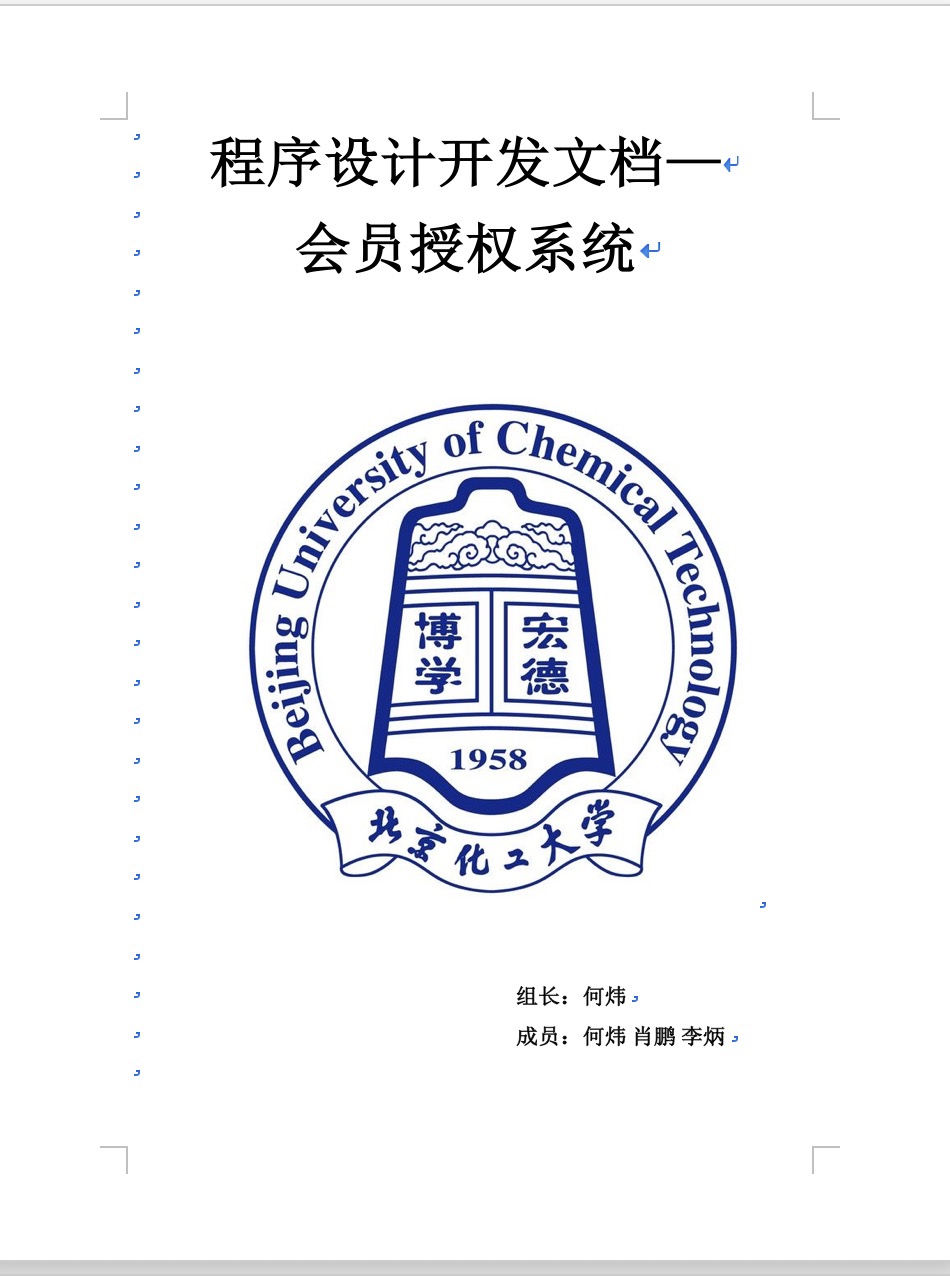 程序设计开发文档—
会员授权系统
Beijing University of Chemical Technology
博学 宏德
1958
北京化工大学
组长：何炜
成员：何炜 肖鹏 李炳